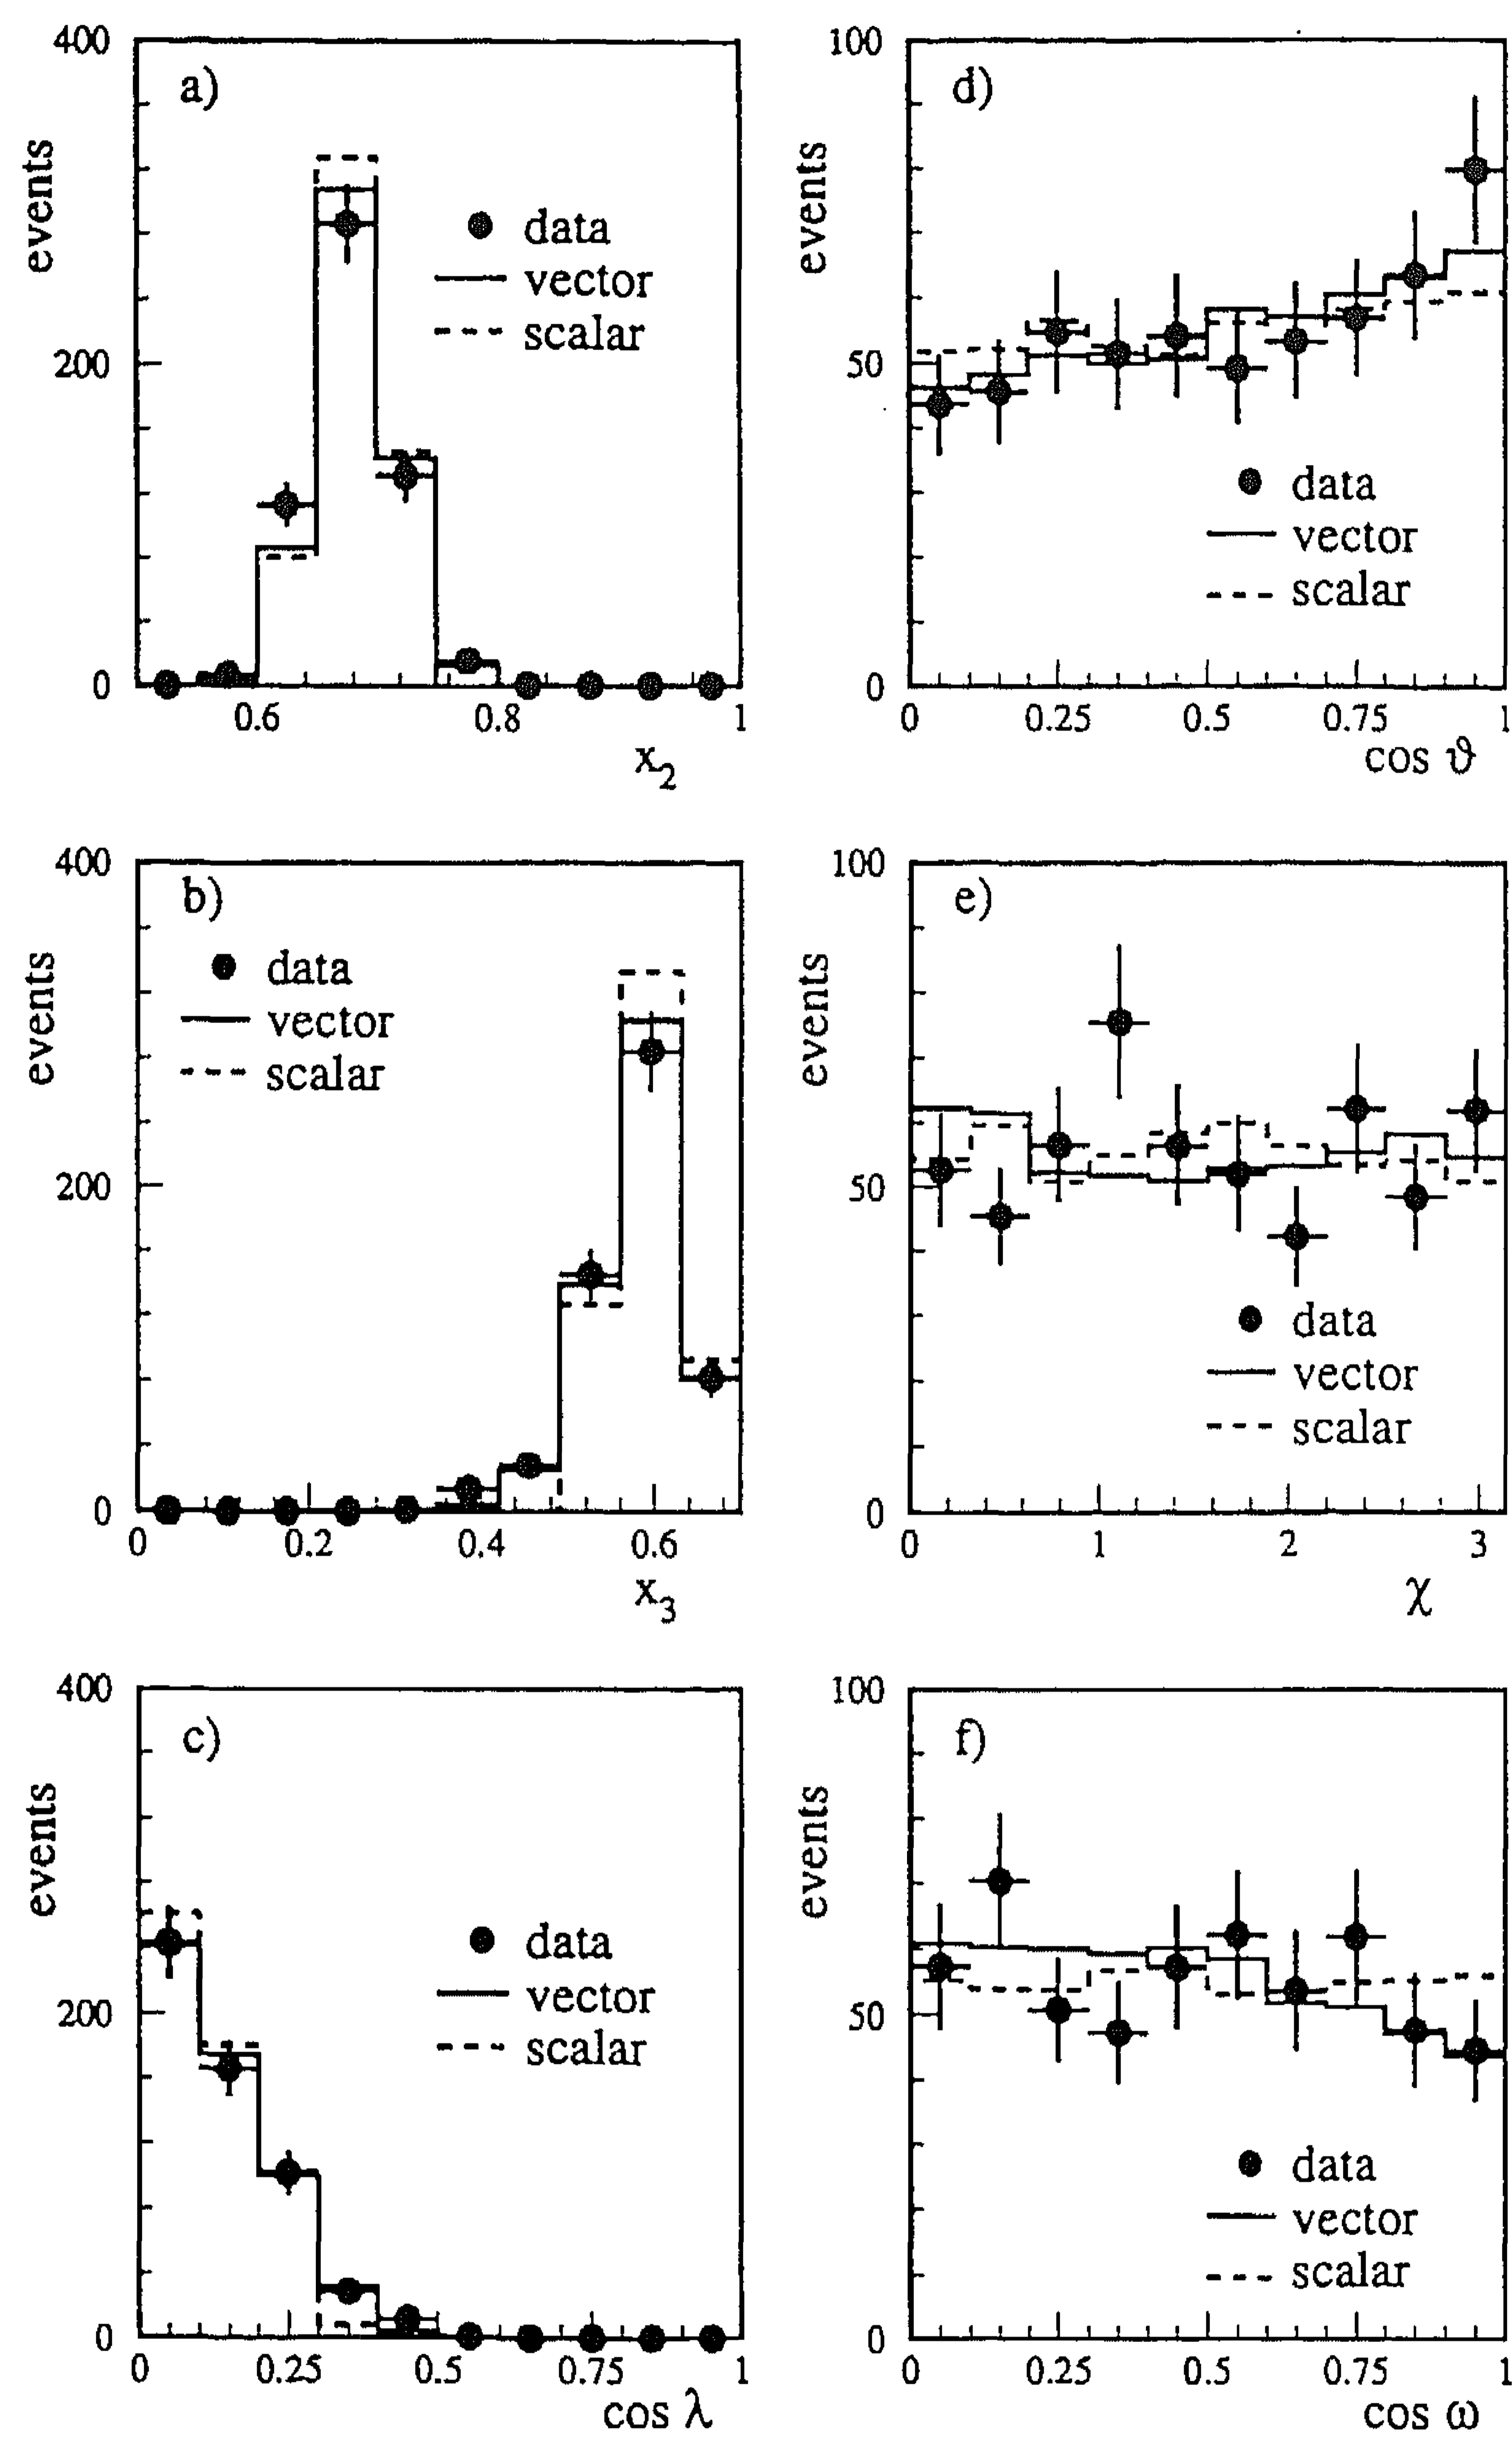 400
a)
events
data
vector
scalar
200
0
0.6
0.8
1
x2
100
d)
events
50
data
vector
scalar
0
0
0.25
0.5
0.75
1
cos ϑ
400
b)
events
data
vector
scalar
200
0
0
0.2
0.4
0.6
x3
100
e)
events
50
data
vector
scalar
0
0
1
2
3
χ
400
c)
events
data
vector
scalar
200
0
0
0.25
0.5
0.75
1
cos λ
100
f)
events
50
data
vector
scalar
0
0
0.25
0.5
0.75
1
cos ω